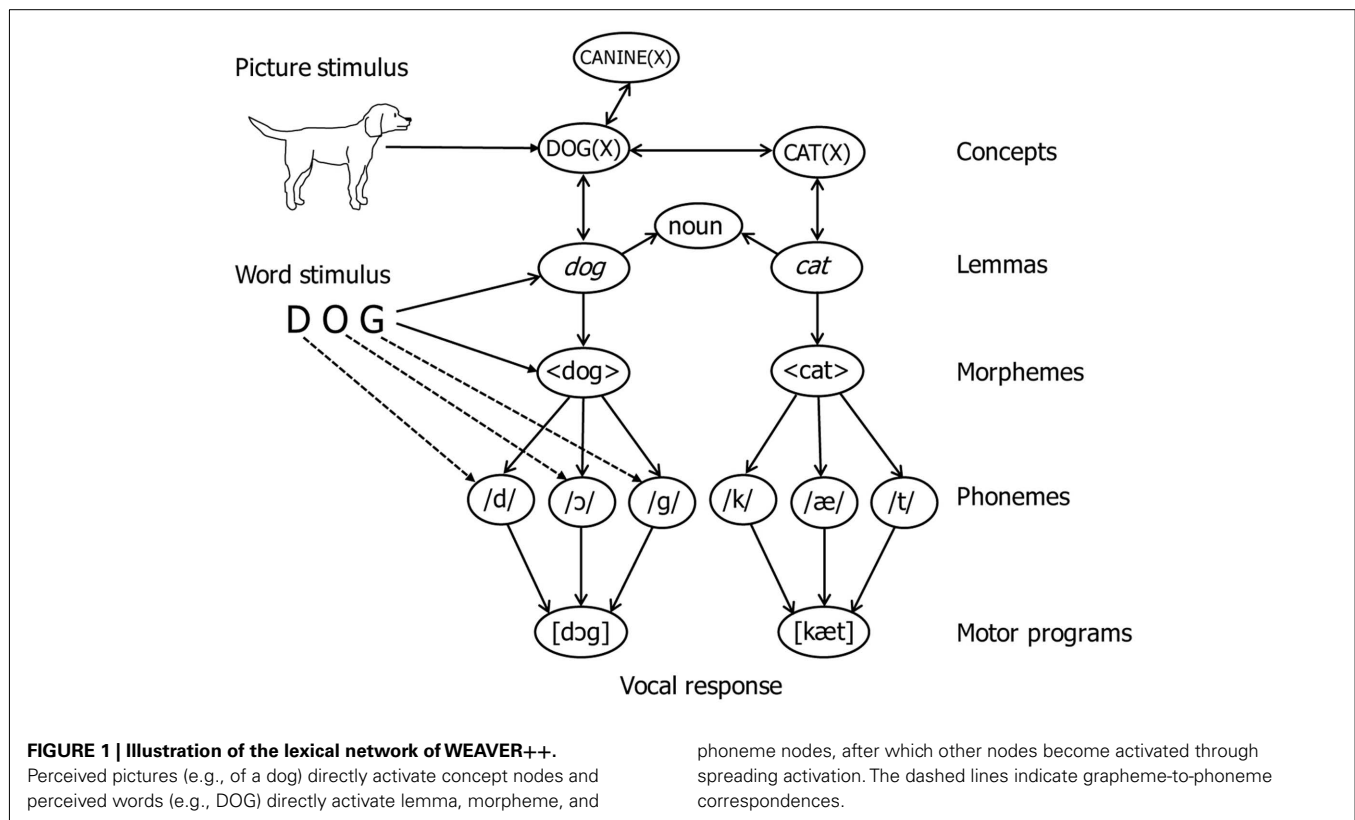 CANINE(X)
Picture stimulus
DOG(X)
CAT(X)
Concepts
noun
dog
cat
Lemmas
Word stimulus
D O G
<dog>
<cat>
Morphemes
/d/
/ɔ/
/g/
/k/
/æ/
/t/
Phonemes
[dɔg]
[kæt]
Motor programs
Vocal response
FIGURE 1 | Illustration of the lexical network of WEAVER++.
Perceived pictures (e.g., of a dog) directly activate concept nodes and
perceived words (e.g., DOG) directly activate lemma, morpheme, and
phoneme nodes, after which other nodes become activated through
spreading activation. The dashed lines indicate grapheme-to-phoneme
correspondences.